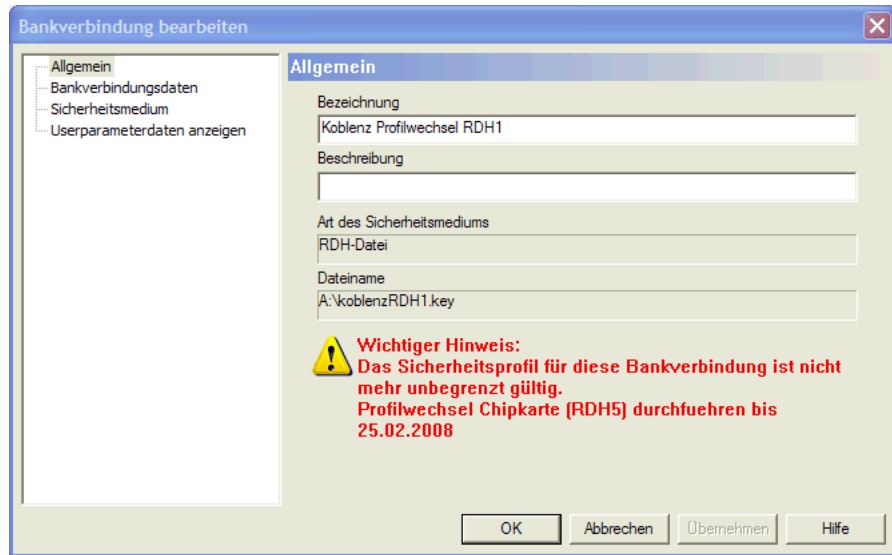 Bankverbindung bearbeiten
Allgemein
Bankverbindungsdaten
Sicherheitsmedium
Userparameterdaten anzeigen
Allgemein
Bezeichnung
Koblenz Profilwechsel RDH1
Beschreibung
Art des Sicherheitsmediums
RDH-Datei
Dateiname
A:\koblenzRDH1.key
Wichtiger Hinweis:
Das Sicherheitsprofil für diese Bankverbindung ist nicht
mehr unbegrenzt gültig.
Profilwechsel Chipkarte (RDH5) durchfuehren bis
25.02.2008
OK
Abbrechen
Übernehmen
Hilfe